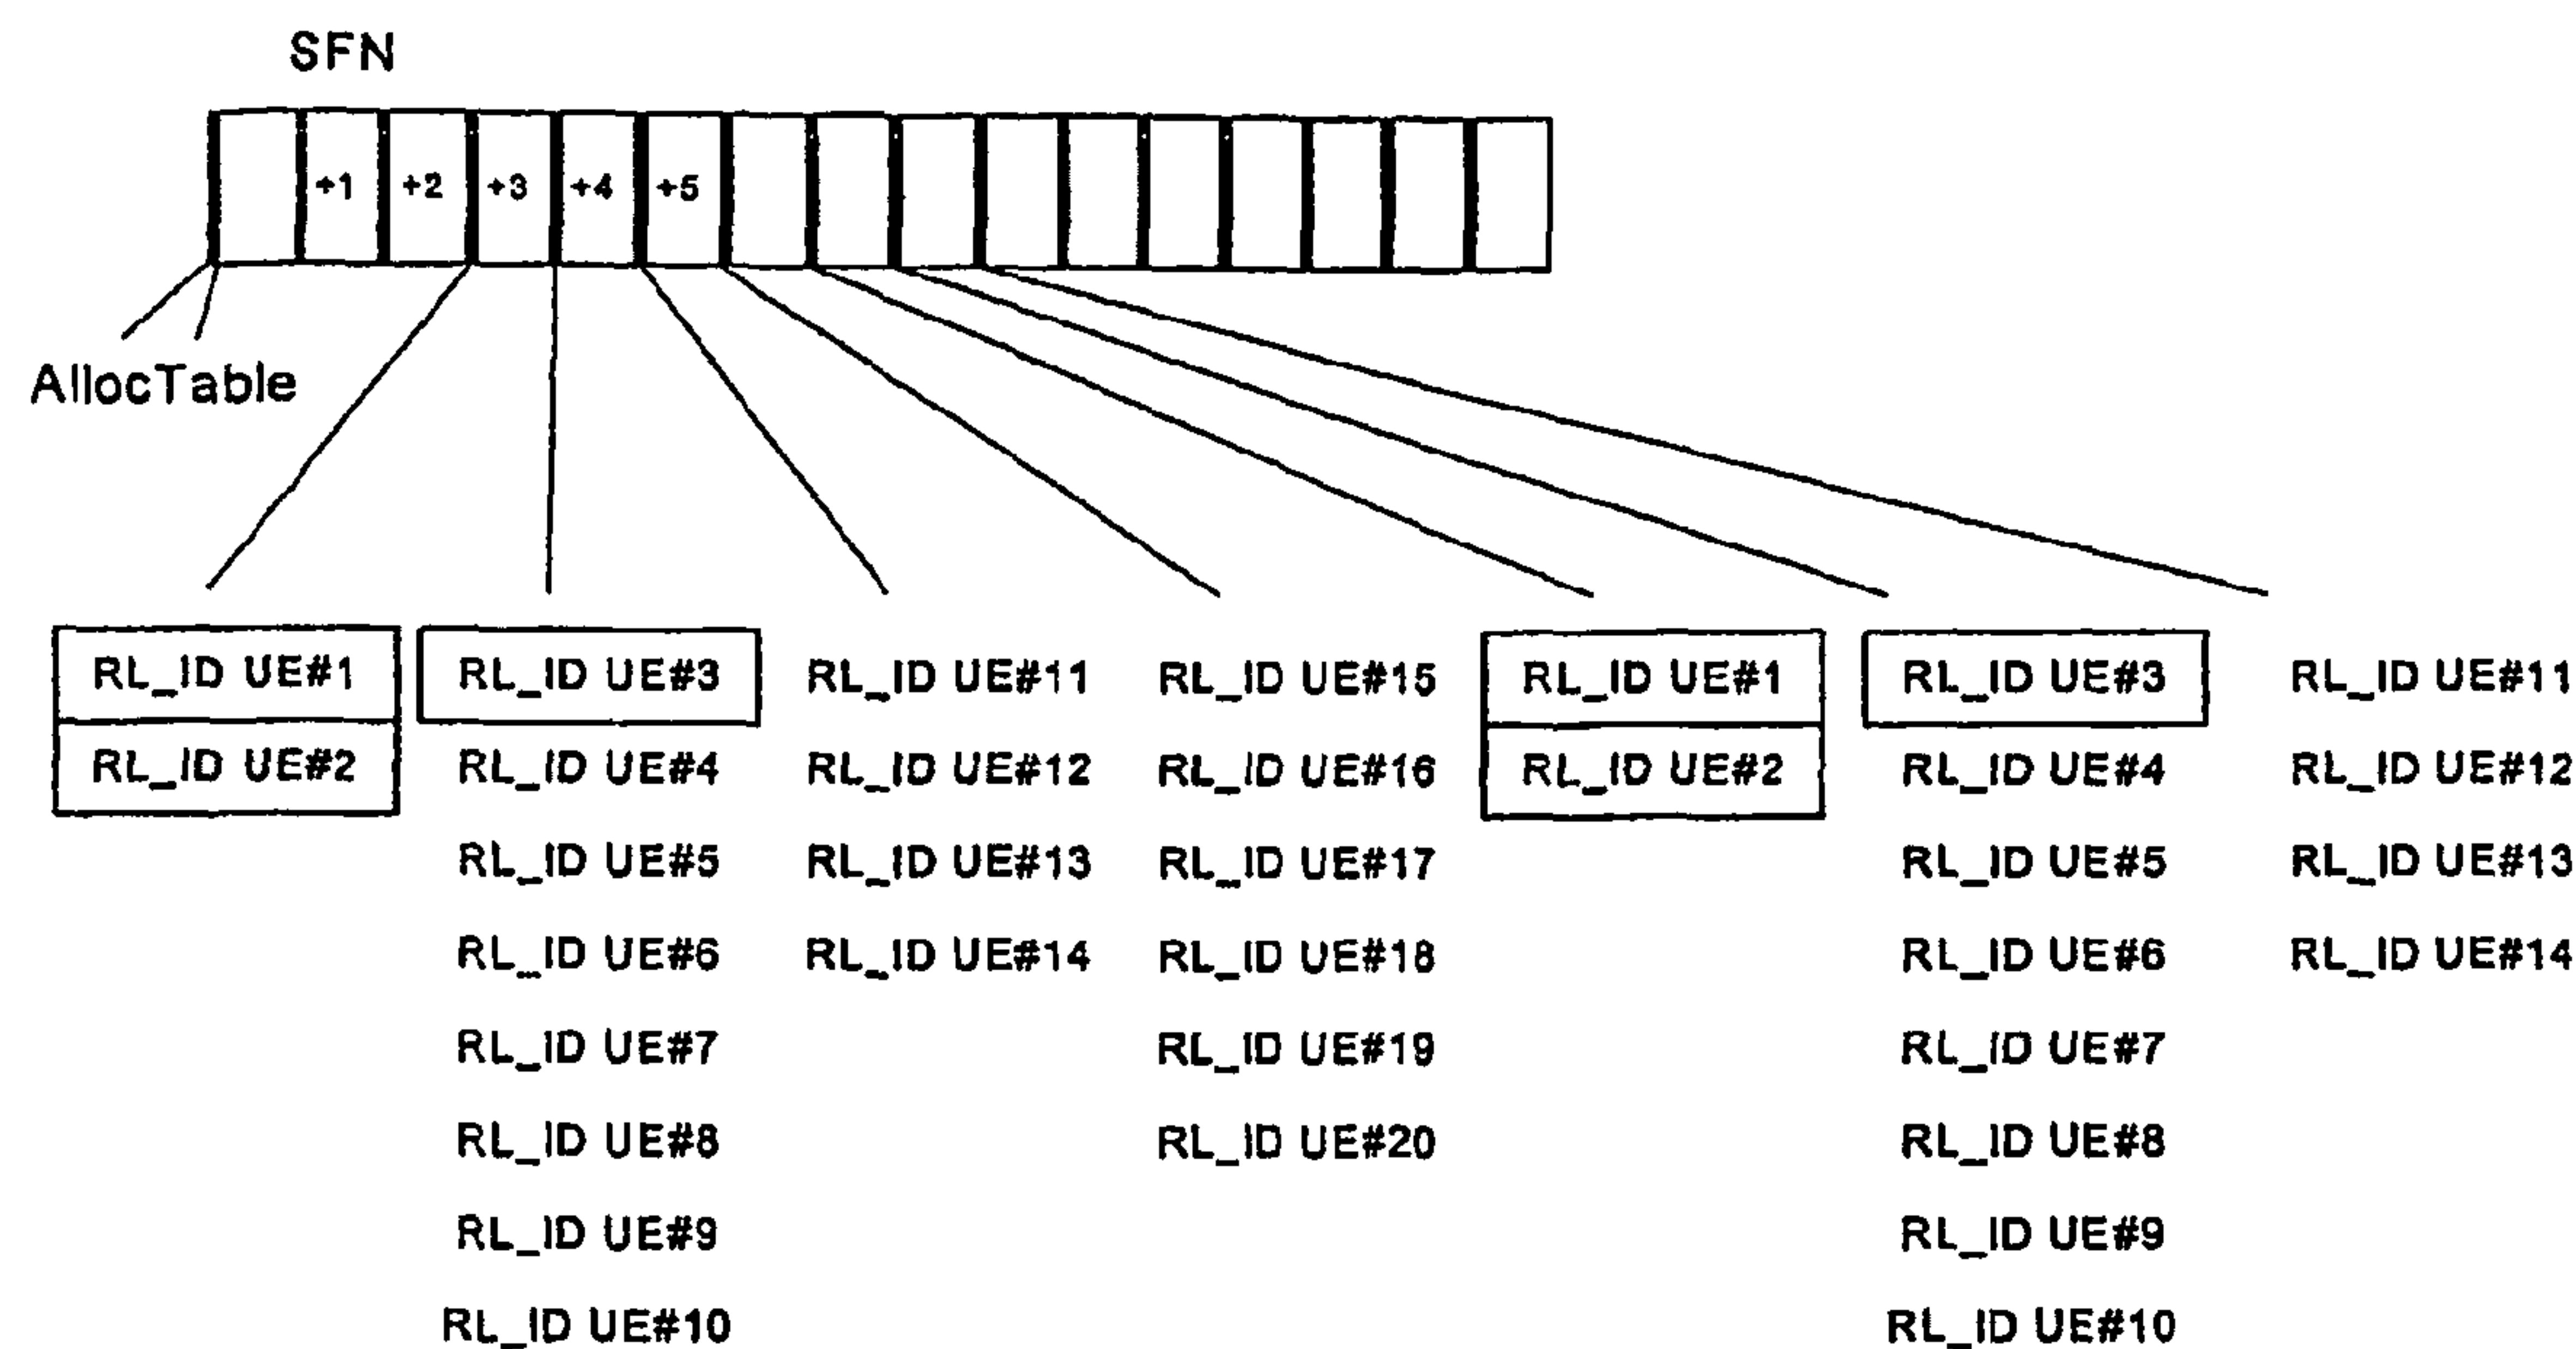 SFN
+1 +2 +3 +4 +5
AllocTable
RL_ID UE#1 RL_ID UE#3 RL_ID UE#11 RL_ID UE#15 RL_ID UE#1 RL_ID UE#3 RL_ID UE#11
RL_ID UE#2 RL_ID UE#4 RL_ID UE#12 RL_ID UE#16 RL_ID UE#2 RL_ID UE#4 RL_ID UE#12
RL_ID UE#5 RL_ID UE#13 RL_ID UE#17 RL_ID UE#5 RL_ID UE#13
RL_ID UE#6 RL_ID UE#14 RL_ID UE#18 RL_ID UE#6 RL_ID UE#14
RL_ID UE#7 RL_ID UE#19 RL_ID UE#7
RL_ID UE#8 RL_ID UE#20 RL_ID UE#8
RL_ID UE#9 RL_ID UE#9
RL_ID UE#10 RL_ID UE#10